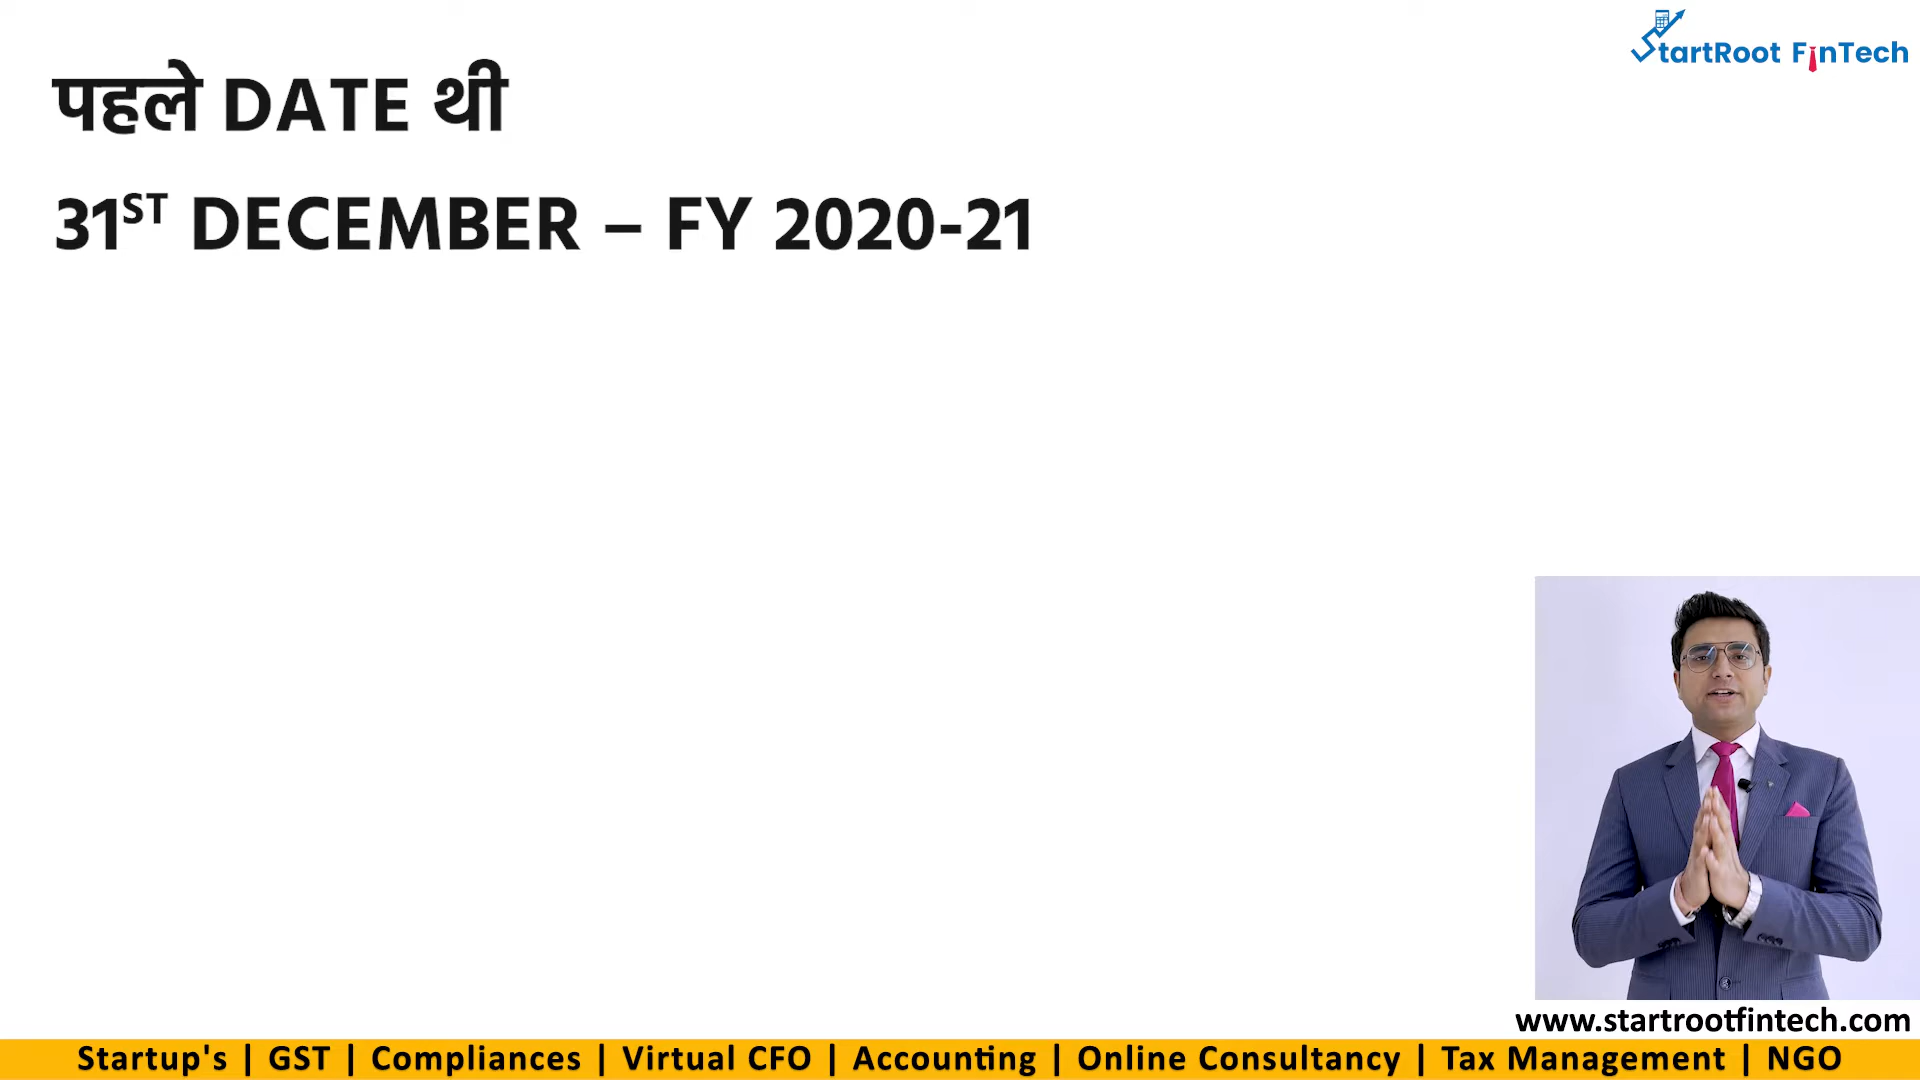 StartRoot FinTech
पहले DATE थी
31ST DECEMBER – FY 2020-21
www.startrootfintech.com
Startup's | GST | Compliances | Virtual CFO | Accounting | Online Consultancy | Tax Management | NGO